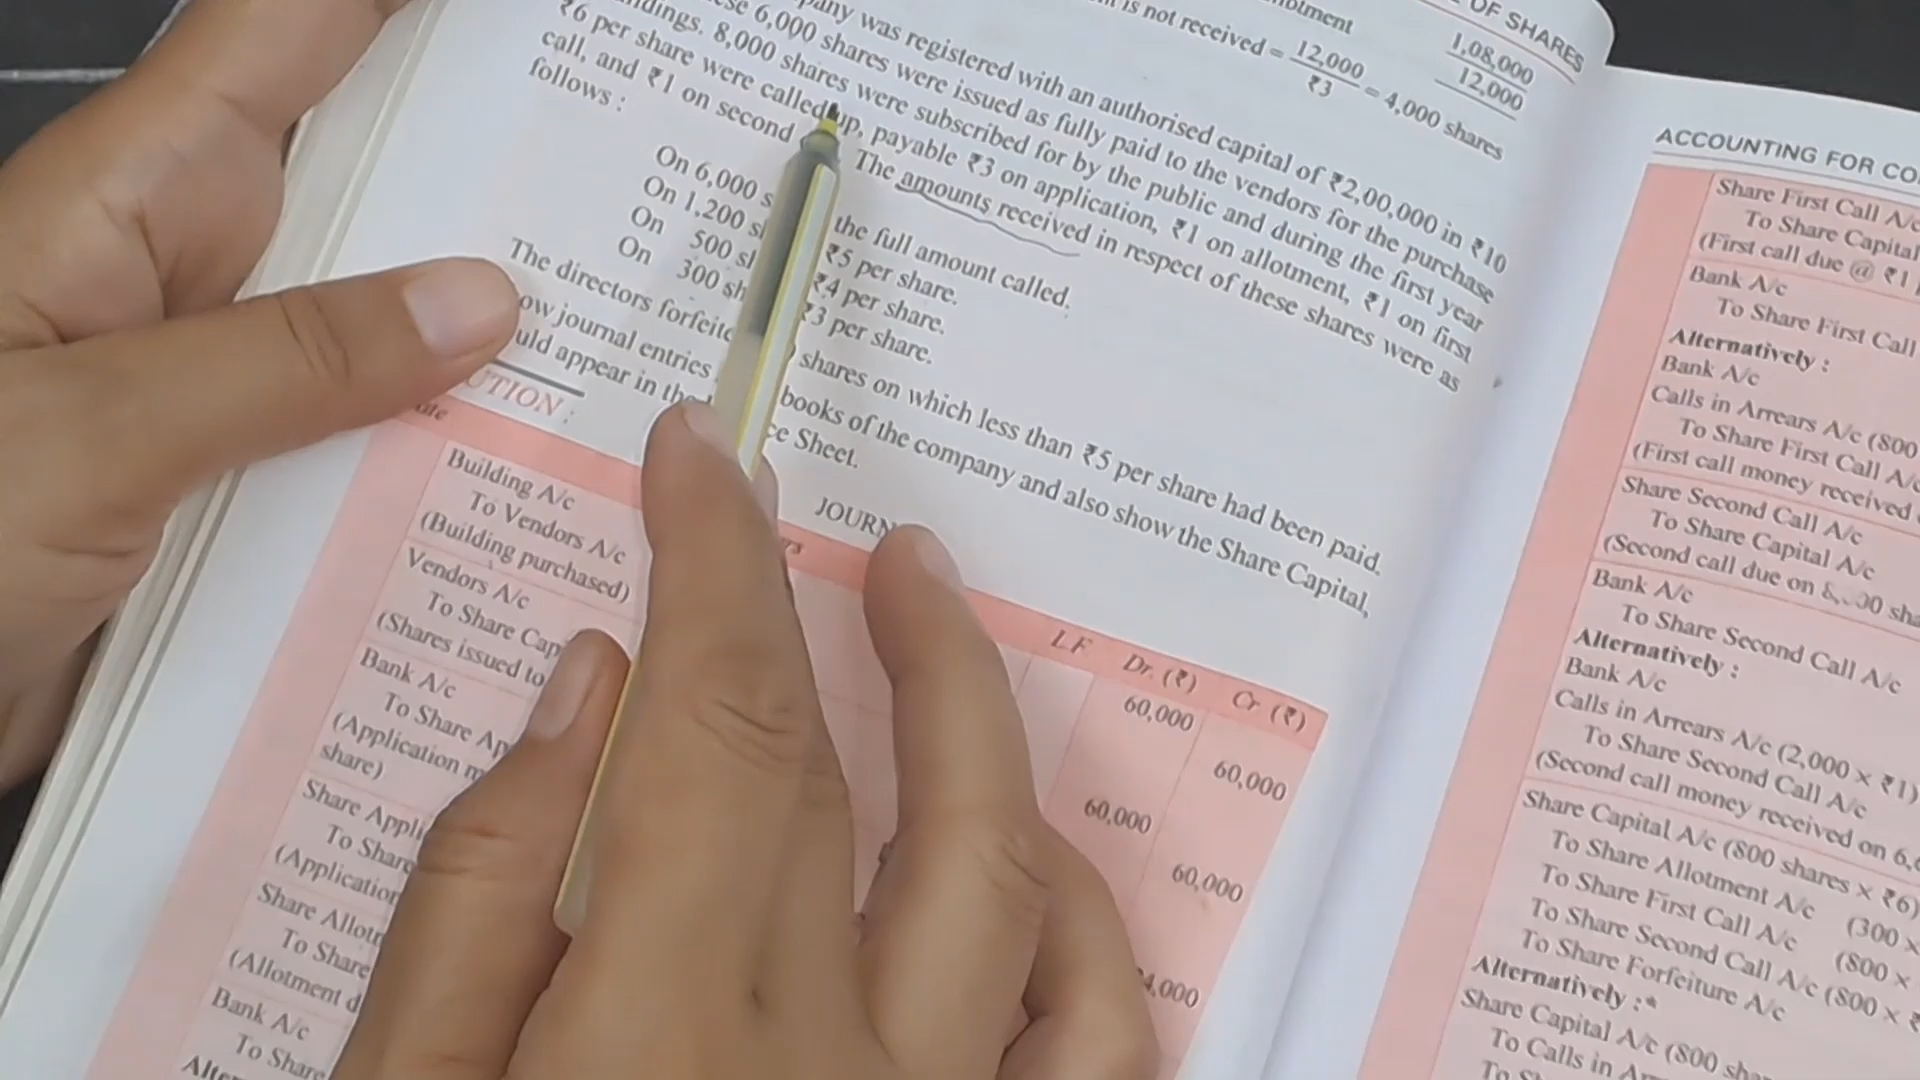 OF SHARES
is not received = 12,000 / ₹3 = 4,000 shares
1,08,000
12,000
was registered with an authorised capital of ₹2,00,000 in ₹10
6,000 shares were issued as fully paid to the vendors for the purchase
8,000 shares were subscribed for by the public and during the first year
₹6 per share were called up, payable ₹3 on application, ₹1 on allotment, ₹1 on first
call, and ₹1 on second The amounts received in respect of these shares were as
follows :
On 6,000 the full amount called.
On 1,200 ₹5 per share.
On 500 ₹4 per share.
On 300 ₹3 per share.
The directors shares on which less than ₹5 per share had been paid.
journal entries books of the company and also show the Share Capital,
appear in the Sheet.
Building A/c
To Vendors A/c
(Building purchased)
Vendors A/c
To Share
(Shares issued to
Bank A/c
To Share
(Application
share)
Share
To Share
(Application
Share
To Share
(Allotment
Bank A/c
To Share
L.F.
Dr. (₹)
Cr. (₹)
60,000
60,000
60,000
60,000
4,000
ACCOUNTING FOR
Share First Call A/c
To Share Capital
(First call due @ ₹1
Bank A/c
To Share First Call
Alternatively :
Bank A/c
Calls in Arrears A/c (800
To Share First Call A/c
(First call money received
Share Second Call A/c
To Share Capital A/c
(Second call due on
Bank A/c
To Share Second Call A/c
Alternatively :
Bank A/c
Calls in Arrears A/c (2,000 × ₹1)
To Share Second Call A/c
(Second call money received on
Share Capital A/c (800 shares × ₹6)
To Share Allotment A/c (300 ×
To Share First Call A/c (800 ×
To Share Second Call A/c (800 ×
To Share Forfeiture A/c
Alternatively :*
Share Capital A/c (800
To Calls in